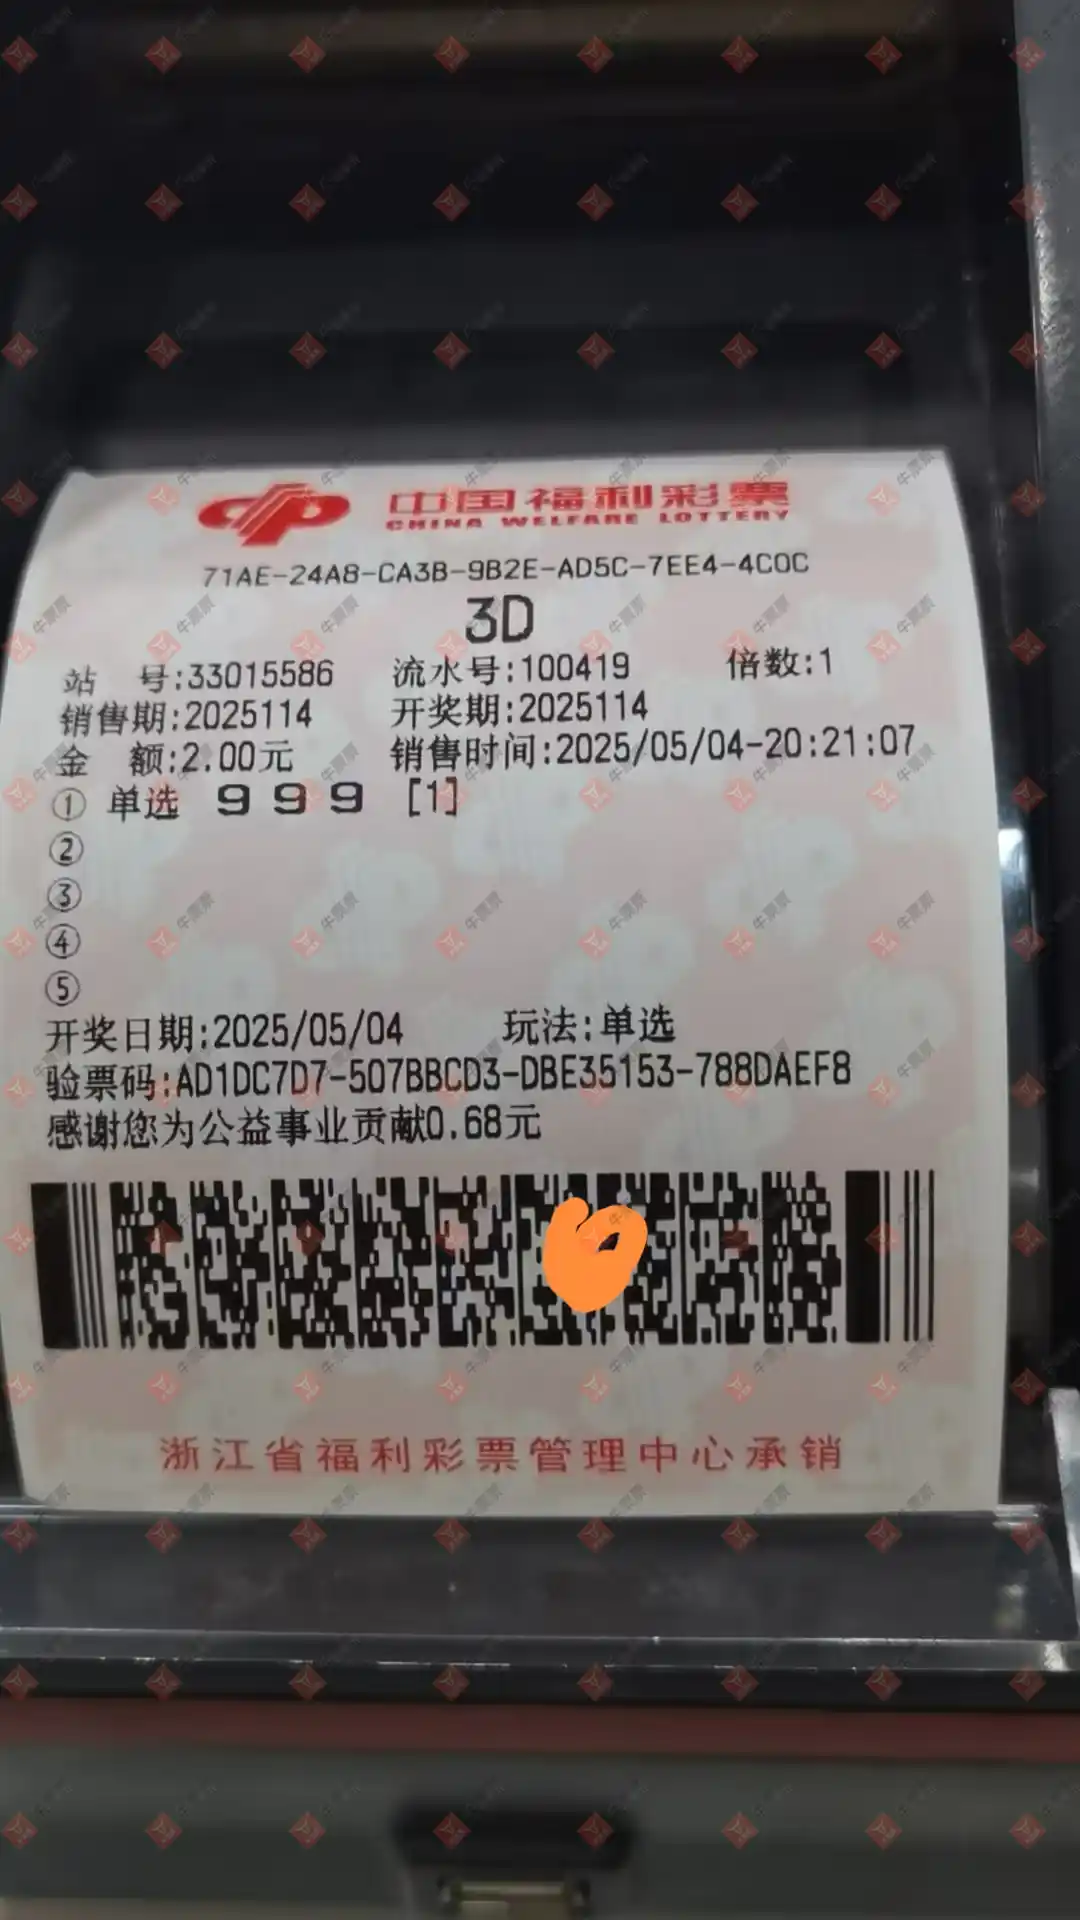 中国福利彩票
CHINA WELFARE LOTTERY
71AE-24A8-CA3B-9B2E-AD5C-7EE4-4C0C
3D
站 号:33015586 流水号:100419 倍数:1
销售期:2025114 开奖期:2025114
金 额:2.00元 销售时间:2025/05/04-20:21:07
① 单选 9 9 9 [1]
②
③
④
⑤
开奖日期:2025/05/04 玩法:单选
验票码:AD1DC7D7-507BBCD3-DBE35153-788DAEF8
感谢您为公益事业贡献0.68元
浙江省福利彩票管理中心承销
牛票票